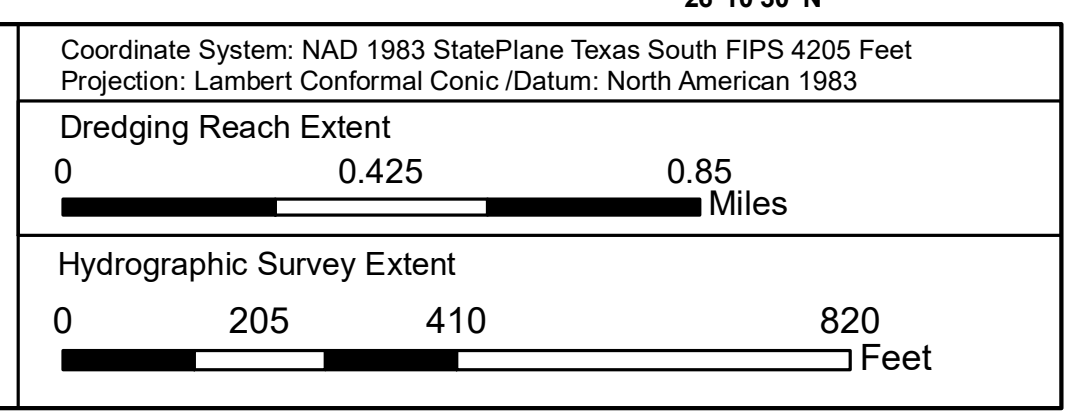 Coordinate System: NAD 1983 StatePlane Texas South FIPS 4205 Feet
Projection: Lambert Conformal Conic /Datum: North American 1983
Dredging Reach Extent
0 0.425 0.85
Miles
Hydrographic Survey Extent
0 205 410 820
Feet